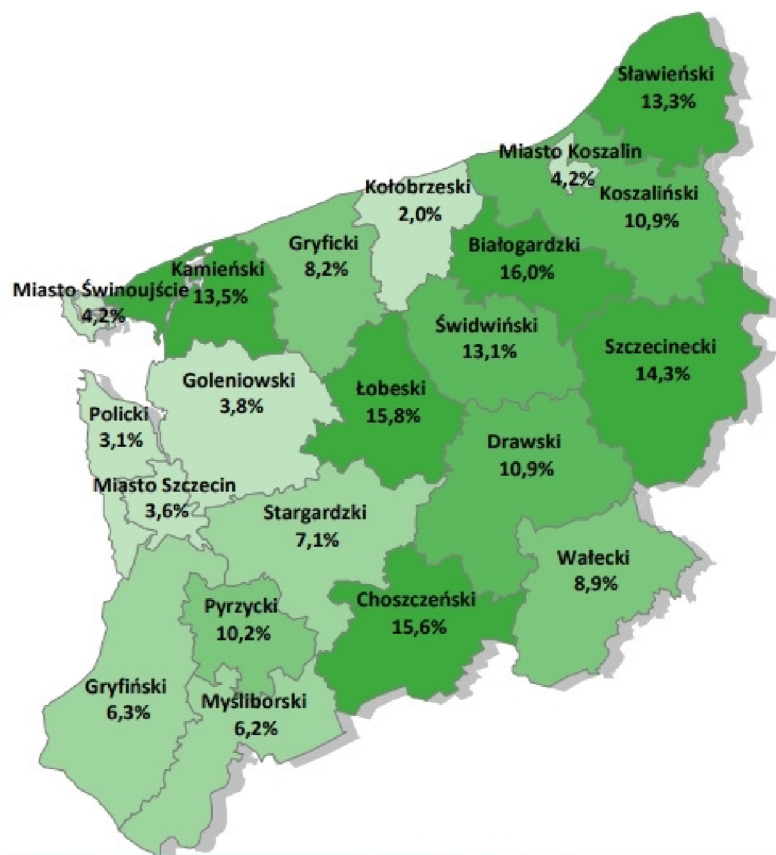 Sławieński
13,3%
Miasto Koszalin
4,2%
Kołobrzeski
2,0%
Koszaliński
10,9%
Gryficki
8,2%
Białogardzki
16,0%
Kamieński
13,5%
Miasto Świnoujście
4,2%
Świdwiński
13,1%
Szczecinecki
14,3%
Goleniowski
3,8%
Łobeski
15,8%
Policki
3,1%
Drawski
10,9%
Miasto Szczecin
3,6%
Stargardzki
7,1%
Wałecki
8,9%
Pyrzycki
10,2%
Choszczeński
15,6%
Gryfiński
6,3%
Myśliborski
6,2%